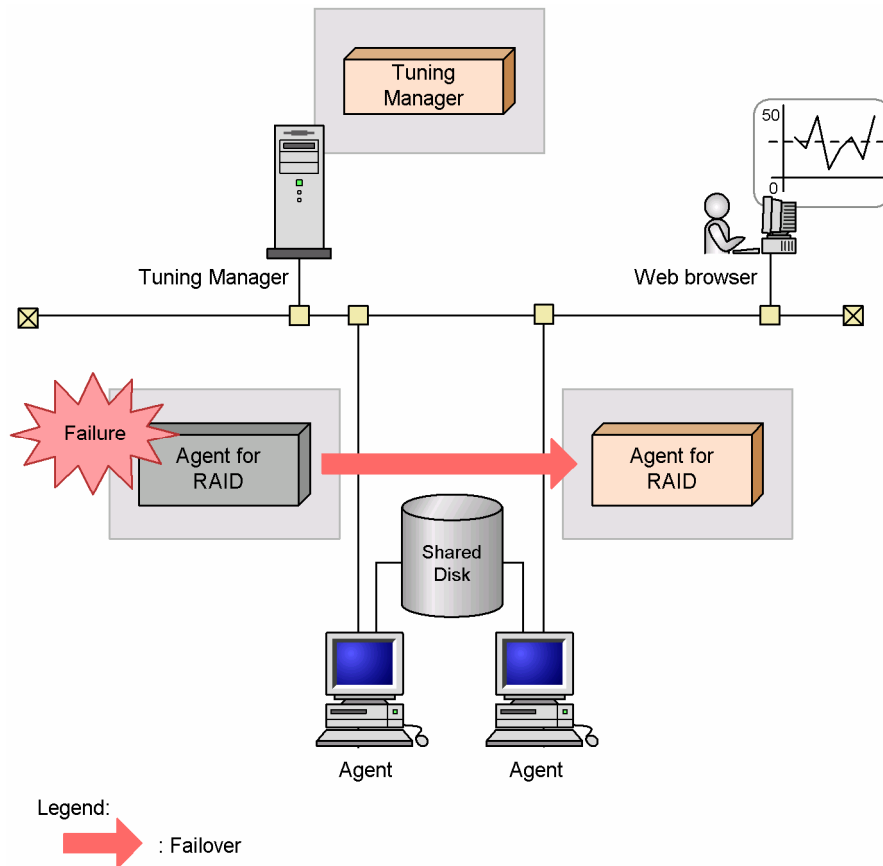 Tuning
Manager
50
0
Tuning Manager
Web browser
Failure
Agent for
RAID
Agent for
RAID
Shared
Disk
Agent
Agent
Legend:
: Failover